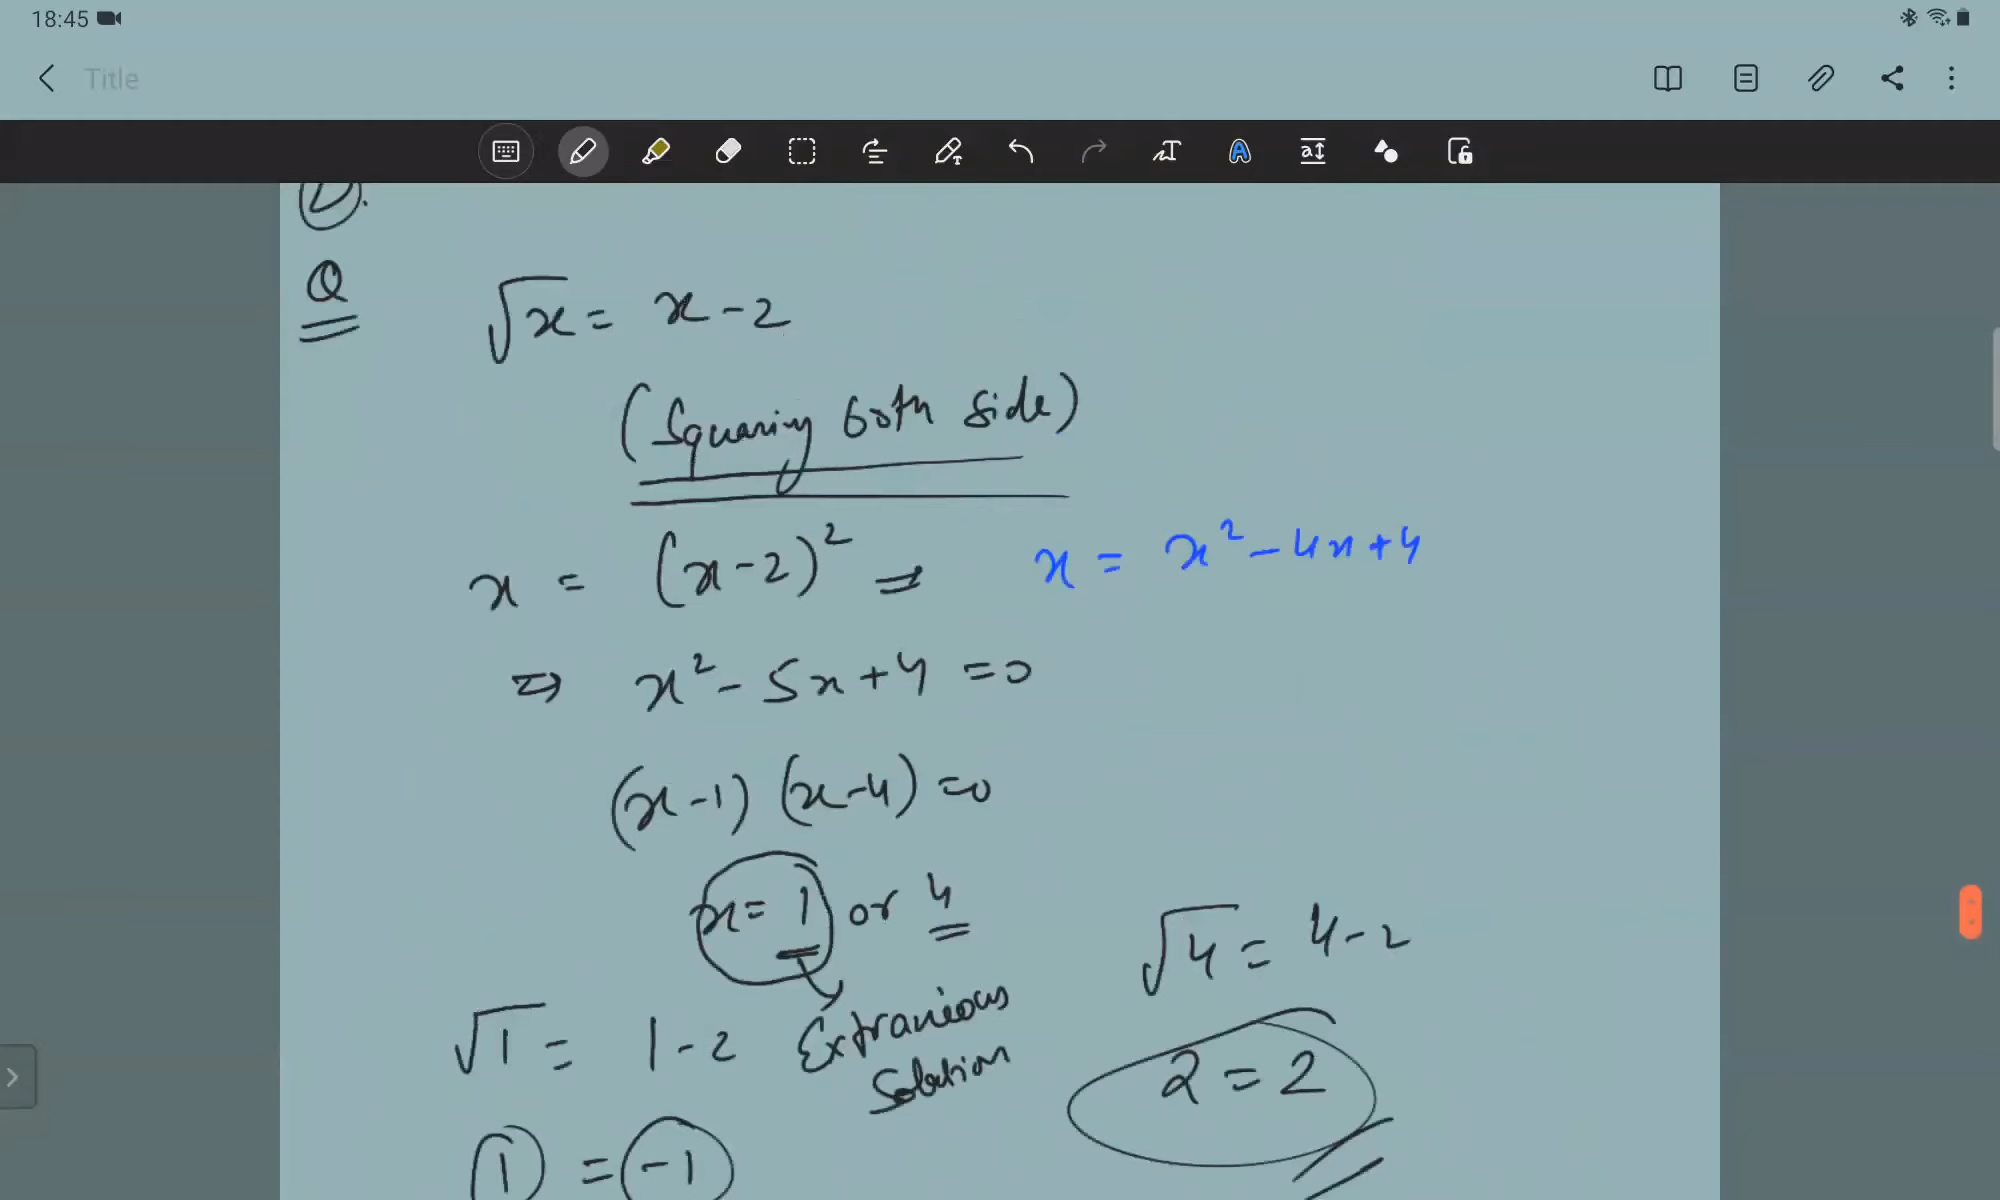 18:45
Title
D.
Q
√x = x - 2
(Squaring both side)
x = (x-2)² ⇒ x = x² - 4x + 4
⇒ x² - 5x + 4 = 0
(x-1) (x-4) = 0
x = 1 or 4
√4 = 4 - 2
√1 = 1 - 2 Extranious
Solution
2 = 2
1 = -1